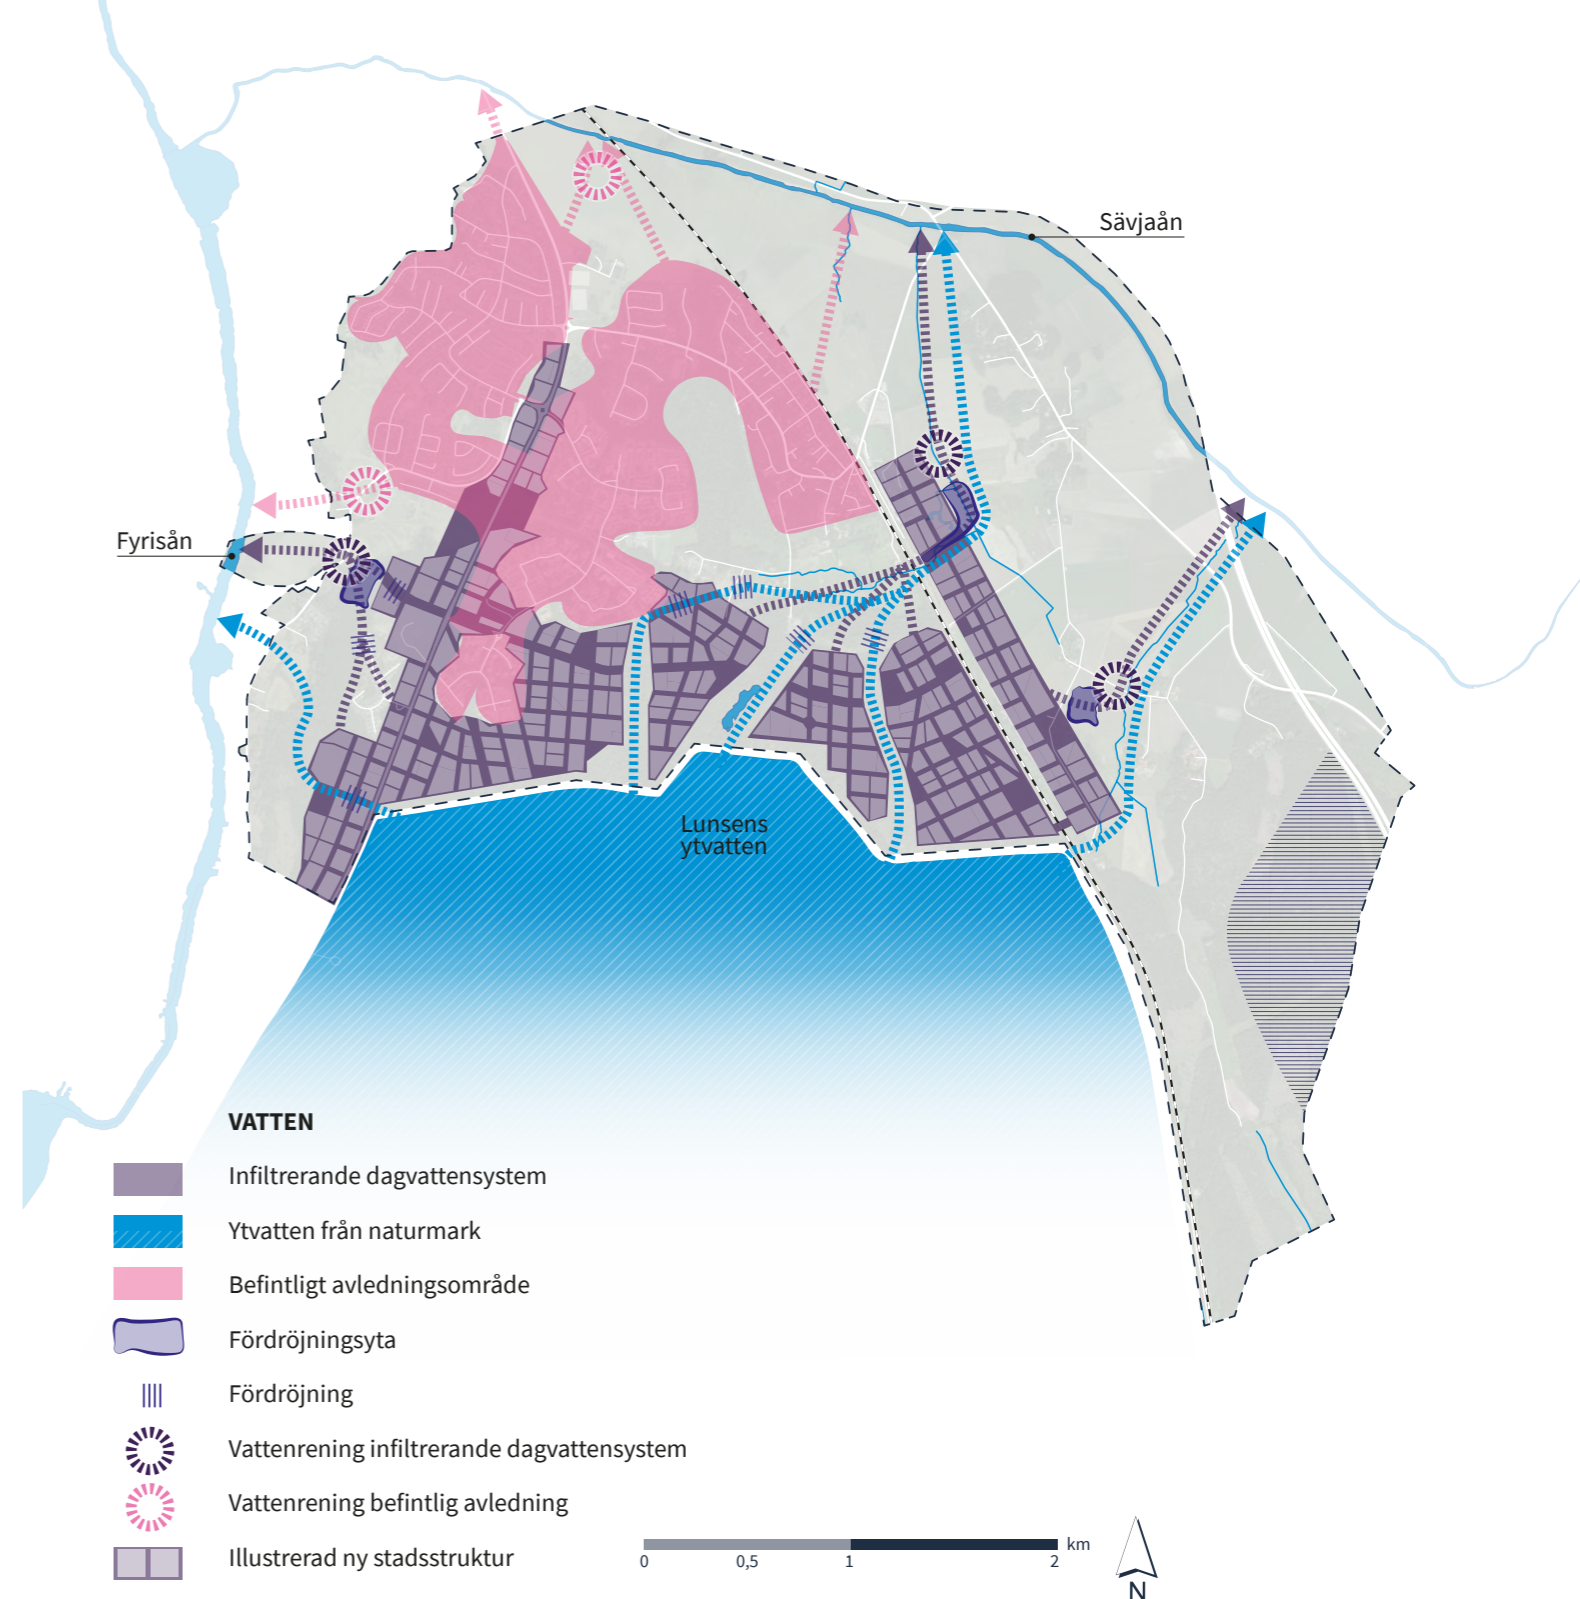 Sävjaån
Fyrisån
Lunsens
ytvatten
VATTEN
Infiltrerande dagvattensystem
Ytvatten från naturmark
Befintligt avledningsområde
Fördröjningsyta
Fördröjning
Vattenrening infiltrerande dagvattensystem
Vattenrening befintlig avledning
Illustrerad ny stadsstruktur
km
0 0,5 1 2
N